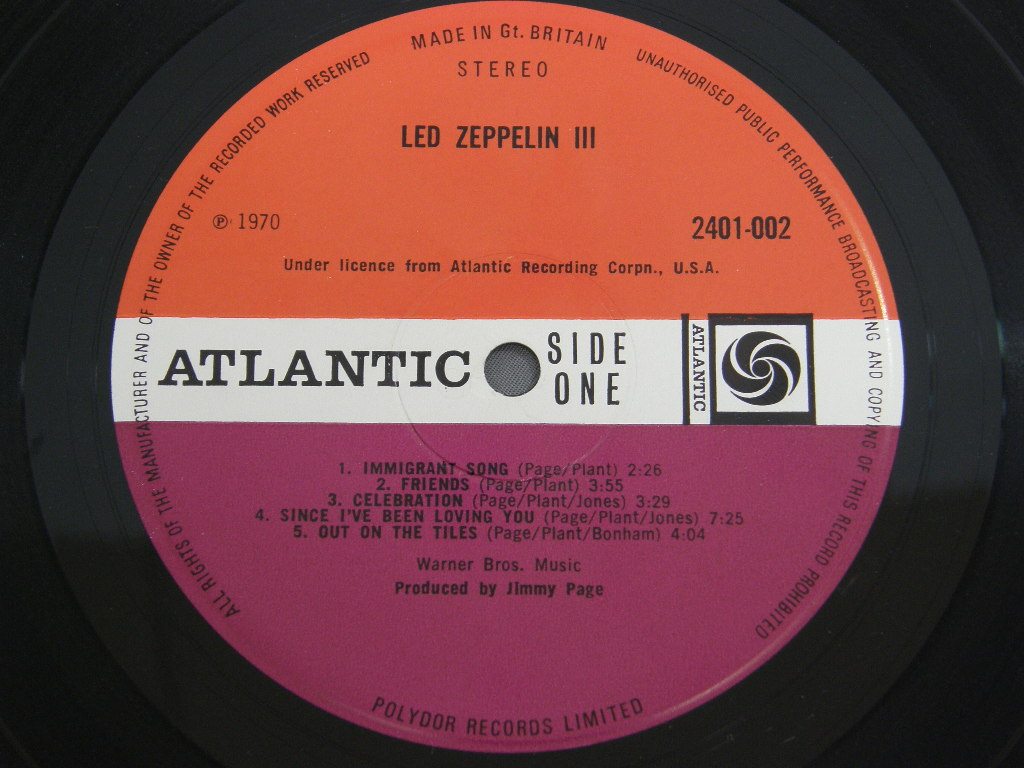 MADE IN Gt. BRITAIN
STEREO
ALL RIGHTS OF THE MANUFACTURER AND OF THE OWNER OF THE RECORDED WORK RESERVED
UNAUTHORISED PUBLIC PERFORMANCE BROADCASTING AND COPYING OF THIS RECORD PROHIBITED
LED ZEPPELIN III
℗ 1970
2401-002
Under licence from Atlantic Recording Corpn., U.S.A.
ATLANTIC
SIDE
ONE
ATLANTIC
1. IMMIGRANT SONG (Page/Plant) 2:26
2. FRIENDS (Page/Plant) 3:55
3. CELEBRATION (Page/Plant/Jones) 3:29
4. SINCE I'VE BEEN LOVING YOU (Page/Plant/Jones) 7:25
5. OUT ON THE TILES (Page/Plant/Bonham) 4:04
Warner Bros. Music
Produced by Jimmy Page
POLYDOR RECORDS LIMITED